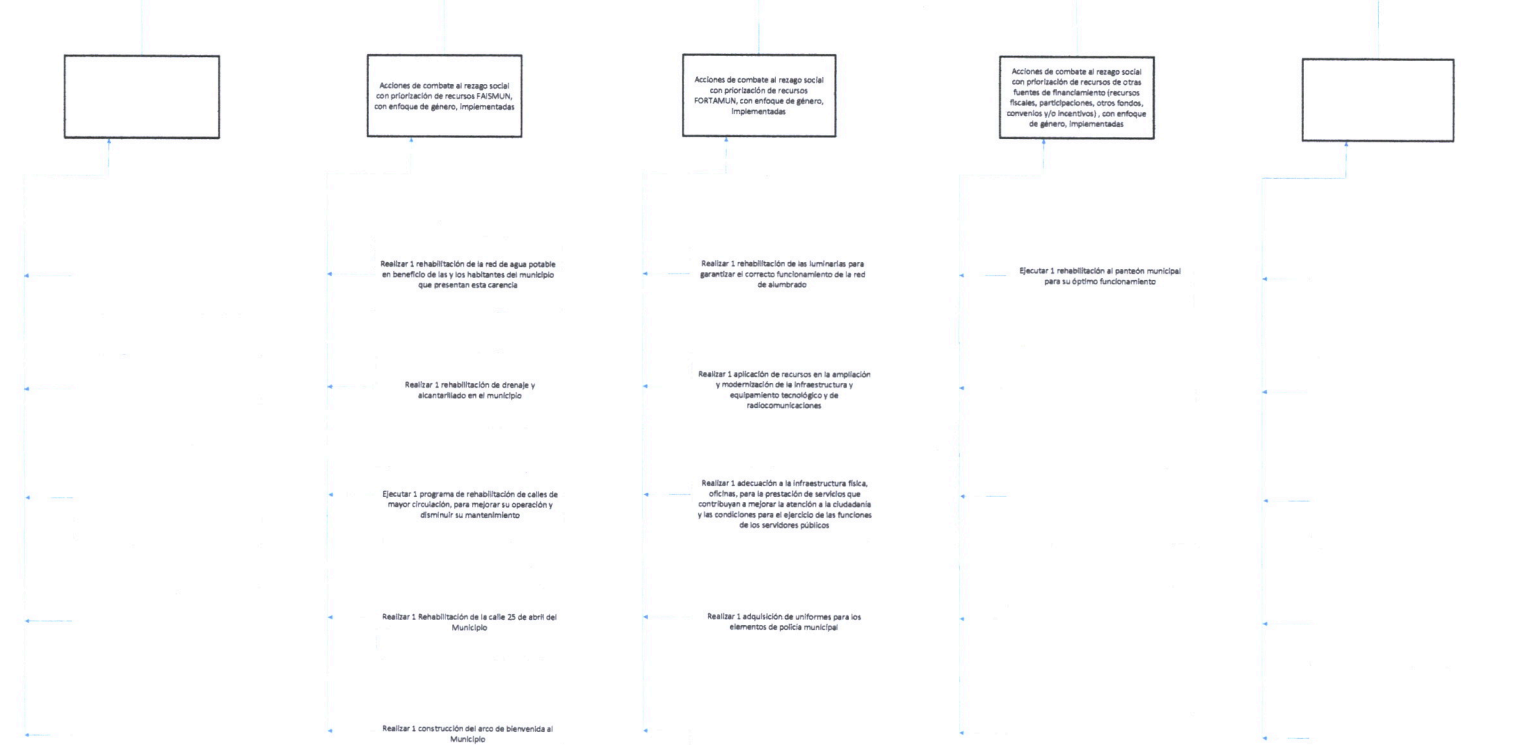 Acciones de combate al rezago social
con priorización de recursos FAISMUN,
con enfoque de género, implementadas
Acciones de combate al rezago social
con priorización de recursos
FORTAMUN, con enfoque de género,
implementadas
Acciones de combate al rezago social
con priorización de recursos de otras
fuentes de financiamiento (recursos
fiscales, participaciones, otros fondos,
convenios y/o incentivos) , con enfoque
de género, implementadas
Realizar 1 rehabilitación de la red de agua potable
en beneficio de las y los habitantes del municipio
que presentan esta carencia
Realizar 1 rehabilitación de las luminarias para
garantizar el correcto funcionamiento de la red
de alumbrado
Ejecutar 1 rehabilitación al panteón municipal
para su óptimo funcionamiento
Realizar 1 rehabilitación de drenaje y
alcantarillado en el municipio
Realizar 1 aplicación de recursos en la ampliación
y modernización de la infraestructura y
equipamiento tecnológico y de
radiocomunicaciones
Ejecutar 1 programa de rehabilitación de calles de
mayor circulación, para mejorar su operación y
disminuir su mantenimiento
Realizar 1 adecuación a la infraestructura física,
oficinas, para la prestación de servicios que
contribuyan a mejorar la atención a la ciudadanía
y las condiciones para el ejercicio de las funciones
de los servidores públicos
Realizar 1 Rehabilitación de la calle 25 de abril del
Municipio
Realizar 1 adquisición de uniformes para los
elementos de policía municipal
Realizar 1 construcción del arco de bienvenida al
Municipio